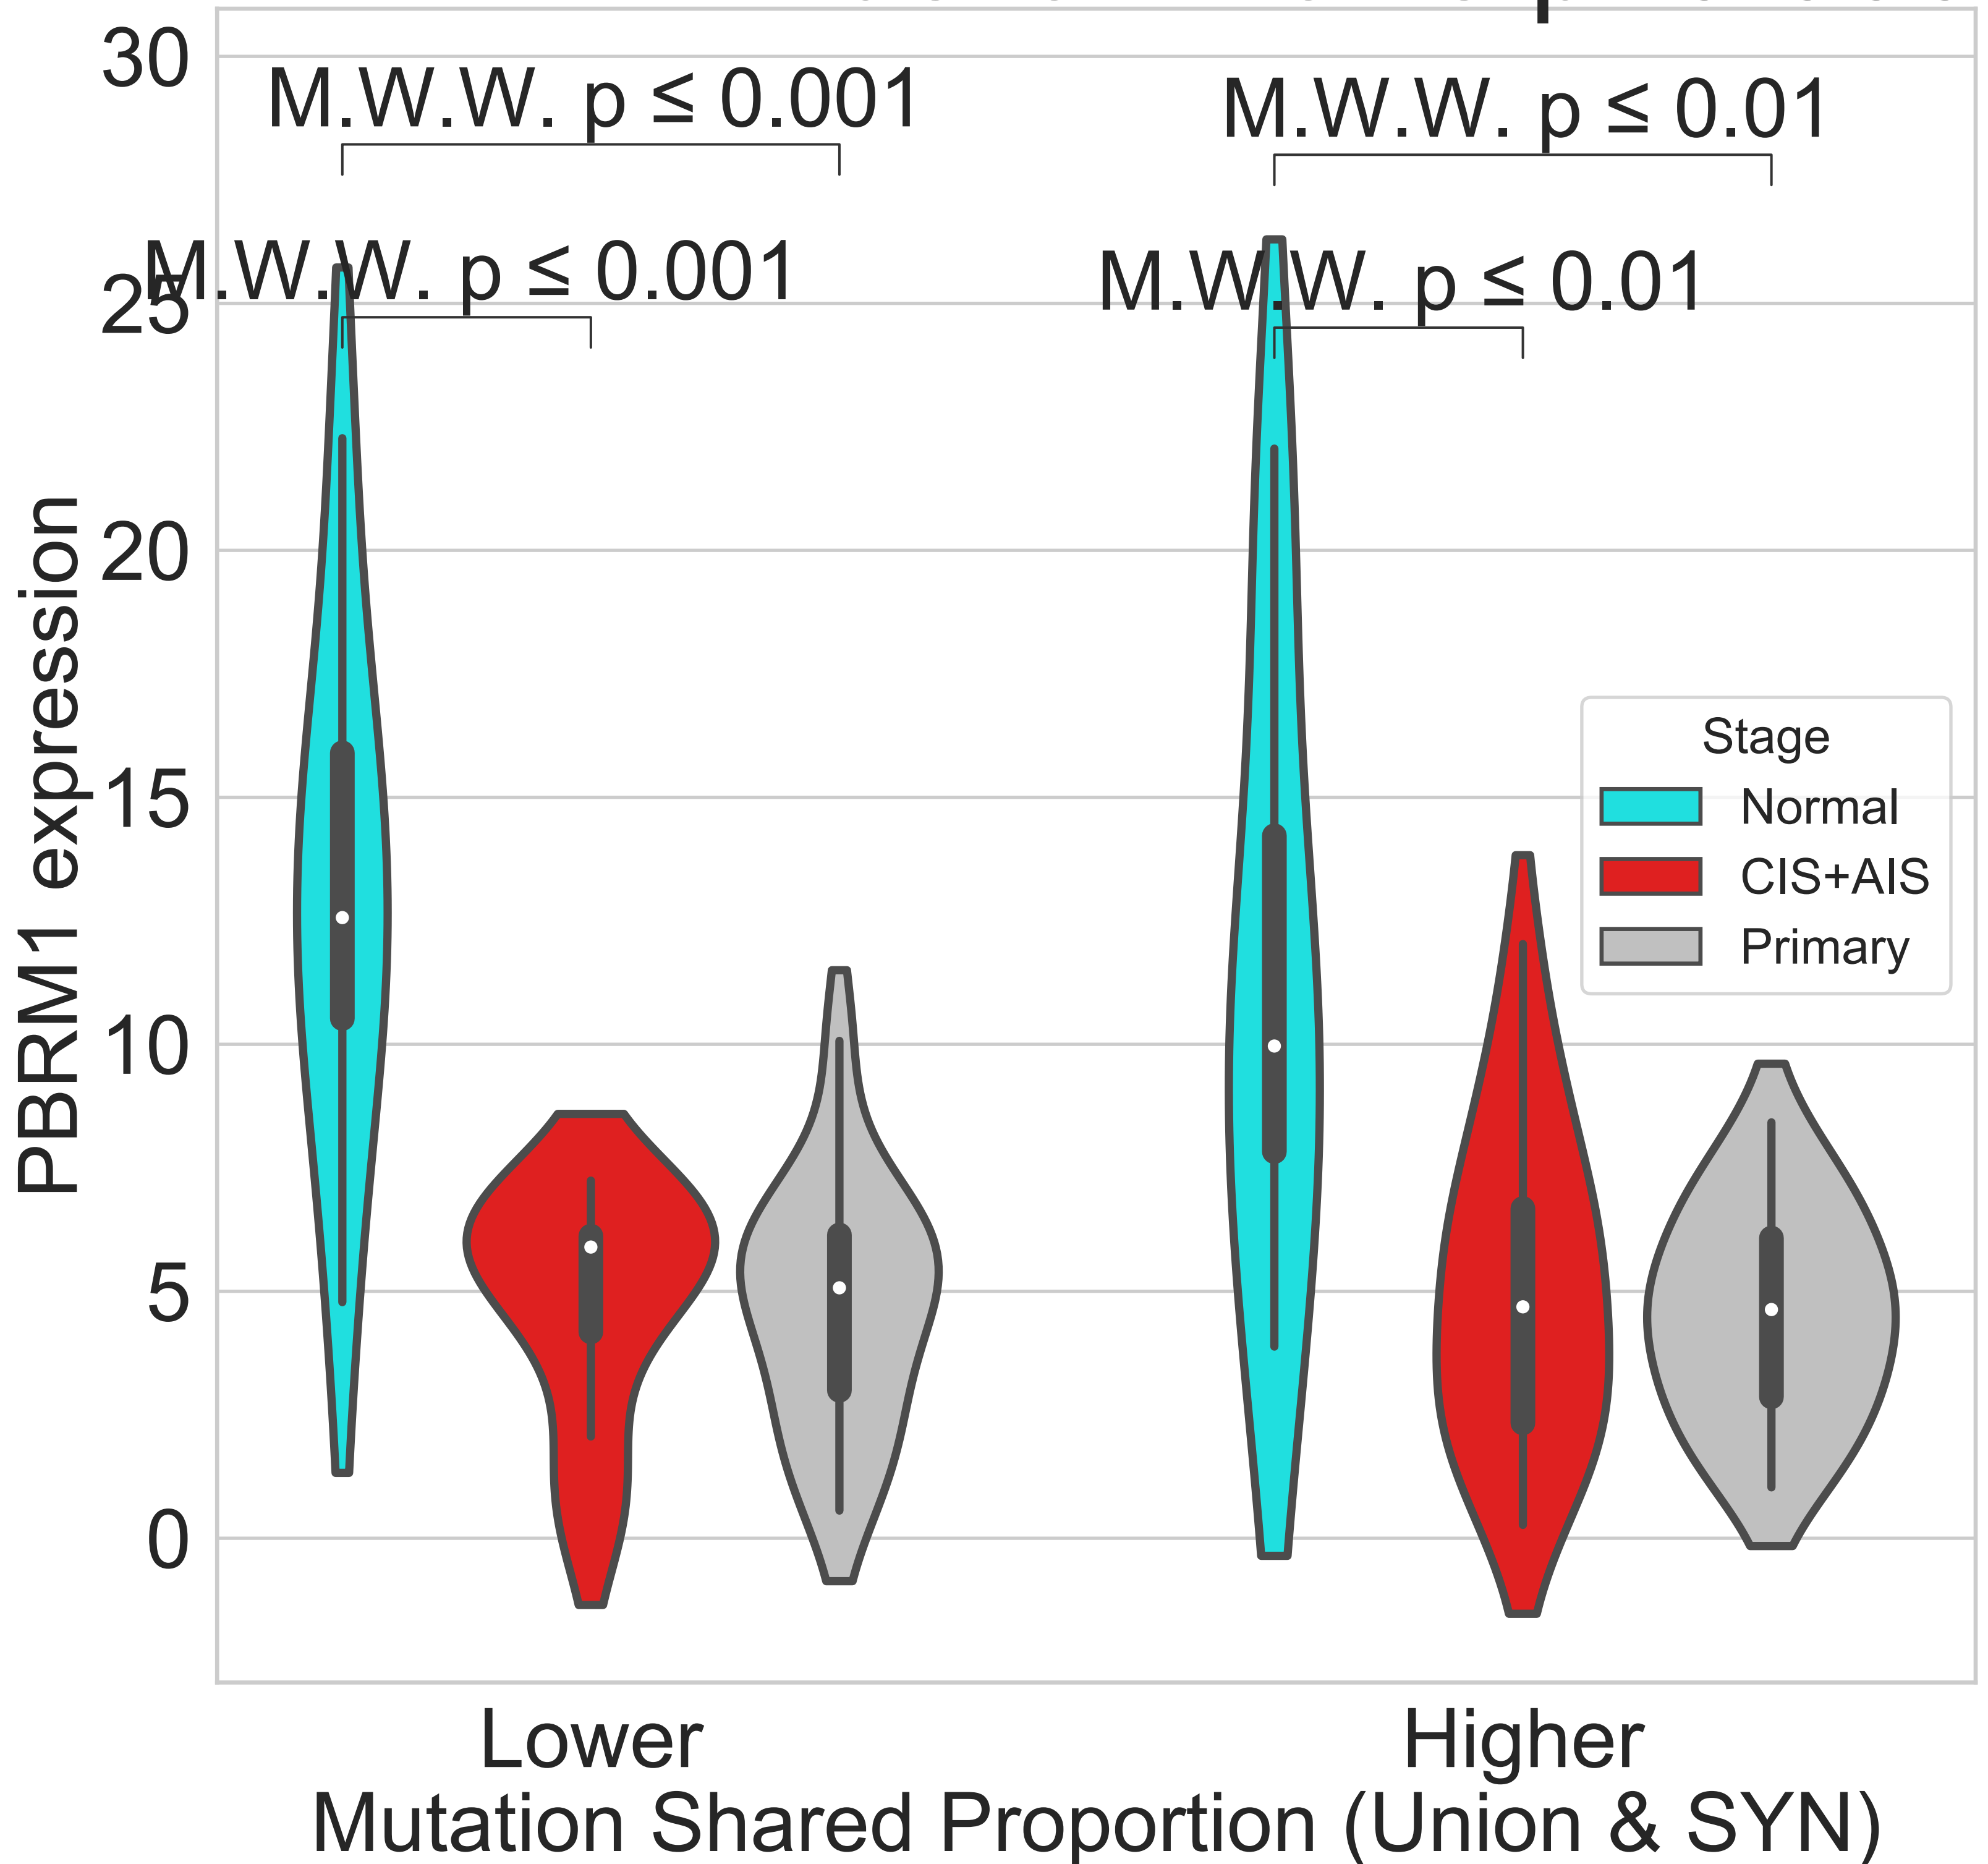 30
M.W.W. p ≤ 0.001
M.W.W. p ≤ 0.01
M.W.W. p ≤ 0.001
M.W.W. p ≤ 0.01
25
20
15
10
5
0
PBRM1 expression
Stage
Normal
CIS+AIS
Primary
Lower
Higher
Mutation Shared Proportion (Union & SYN)